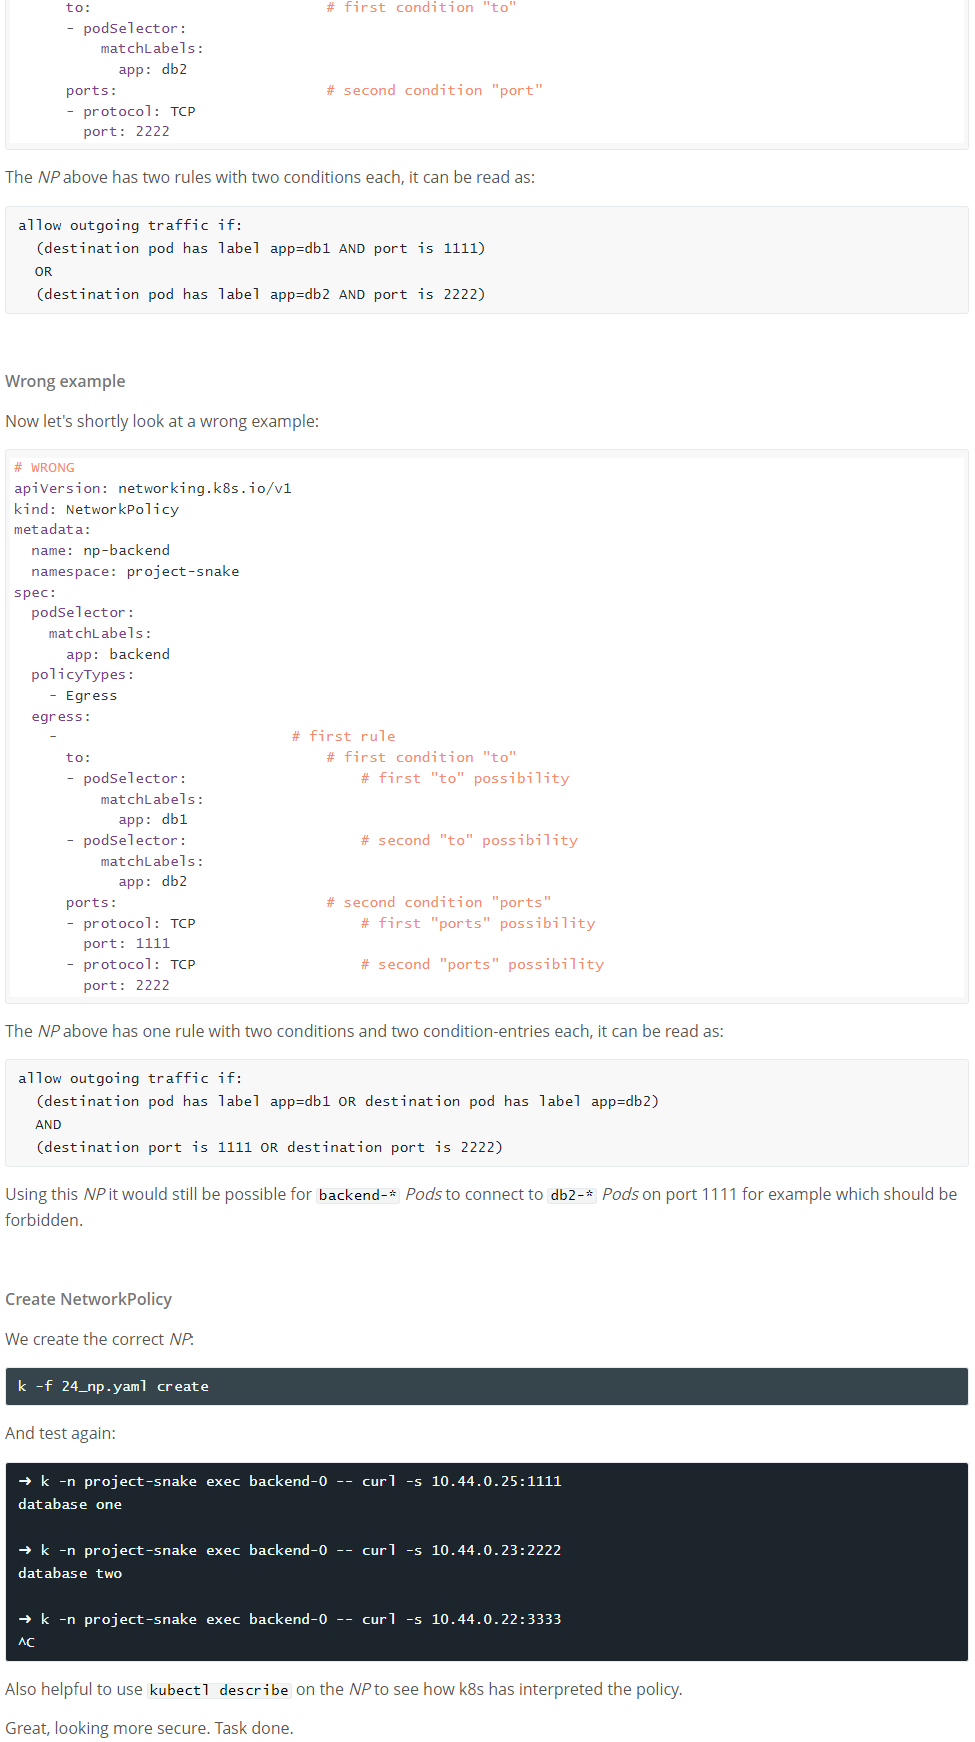 to: # first condition "to"
- podSelector:
matchLabels:
app: db2
ports: # second condition "port"
- protocol: TCP
port: 2222
The NP above has two rules with two conditions each, it can be read as:
allow outgoing traffic if:
(destination pod has label app=db1 AND port is 1111)
OR
(destination pod has label app=db2 AND port is 2222)
Wrong example
Now let's shortly look at a wrong example:
# WRONG
apiVersion: networking.k8s.io/v1
kind: NetworkPolicy
metadata:
name: np-backend
namespace: project-snake
spec:
podSelector:
matchLabels:
app: backend
policyTypes:
- Egress
egress:
- # first rule
to: # first condition "to"
- podSelector: # first "to" possibility
matchLabels:
app: db1
- podSelector: # second "to" possibility
matchLabels:
app: db2
ports: # second condition "ports"
- protocol: TCP # first "ports" possibility
port: 1111
- protocol: TCP # second "ports" possibility
port: 2222
The NP above has one rule with two conditions and two condition-entries each, it can be read as:
allow outgoing traffic if:
(destination pod has label app=db1 OR destination pod has label app=db2)
AND
(destination port is 1111 OR destination port is 2222)
Using this NP it would still be possible for backend-* Pods to connect to db2-* Pods on port 1111 for example which should be
forbidden.
Create NetworkPolicy
We create the correct NP:
k -f 24_np.yaml create
And test again:
➜ k -n project-snake exec backend-0 -- curl -s 10.44.0.25:1111
database one
➜ k -n project-snake exec backend-0 -- curl -s 10.44.0.23:2222
database two
➜ k -n project-snake exec backend-0 -- curl -s 10.44.0.22:3333
^C
Also helpful to use kubectl describe on the NP to see how k8s has interpreted the policy.
Great, looking more secure. Task done.